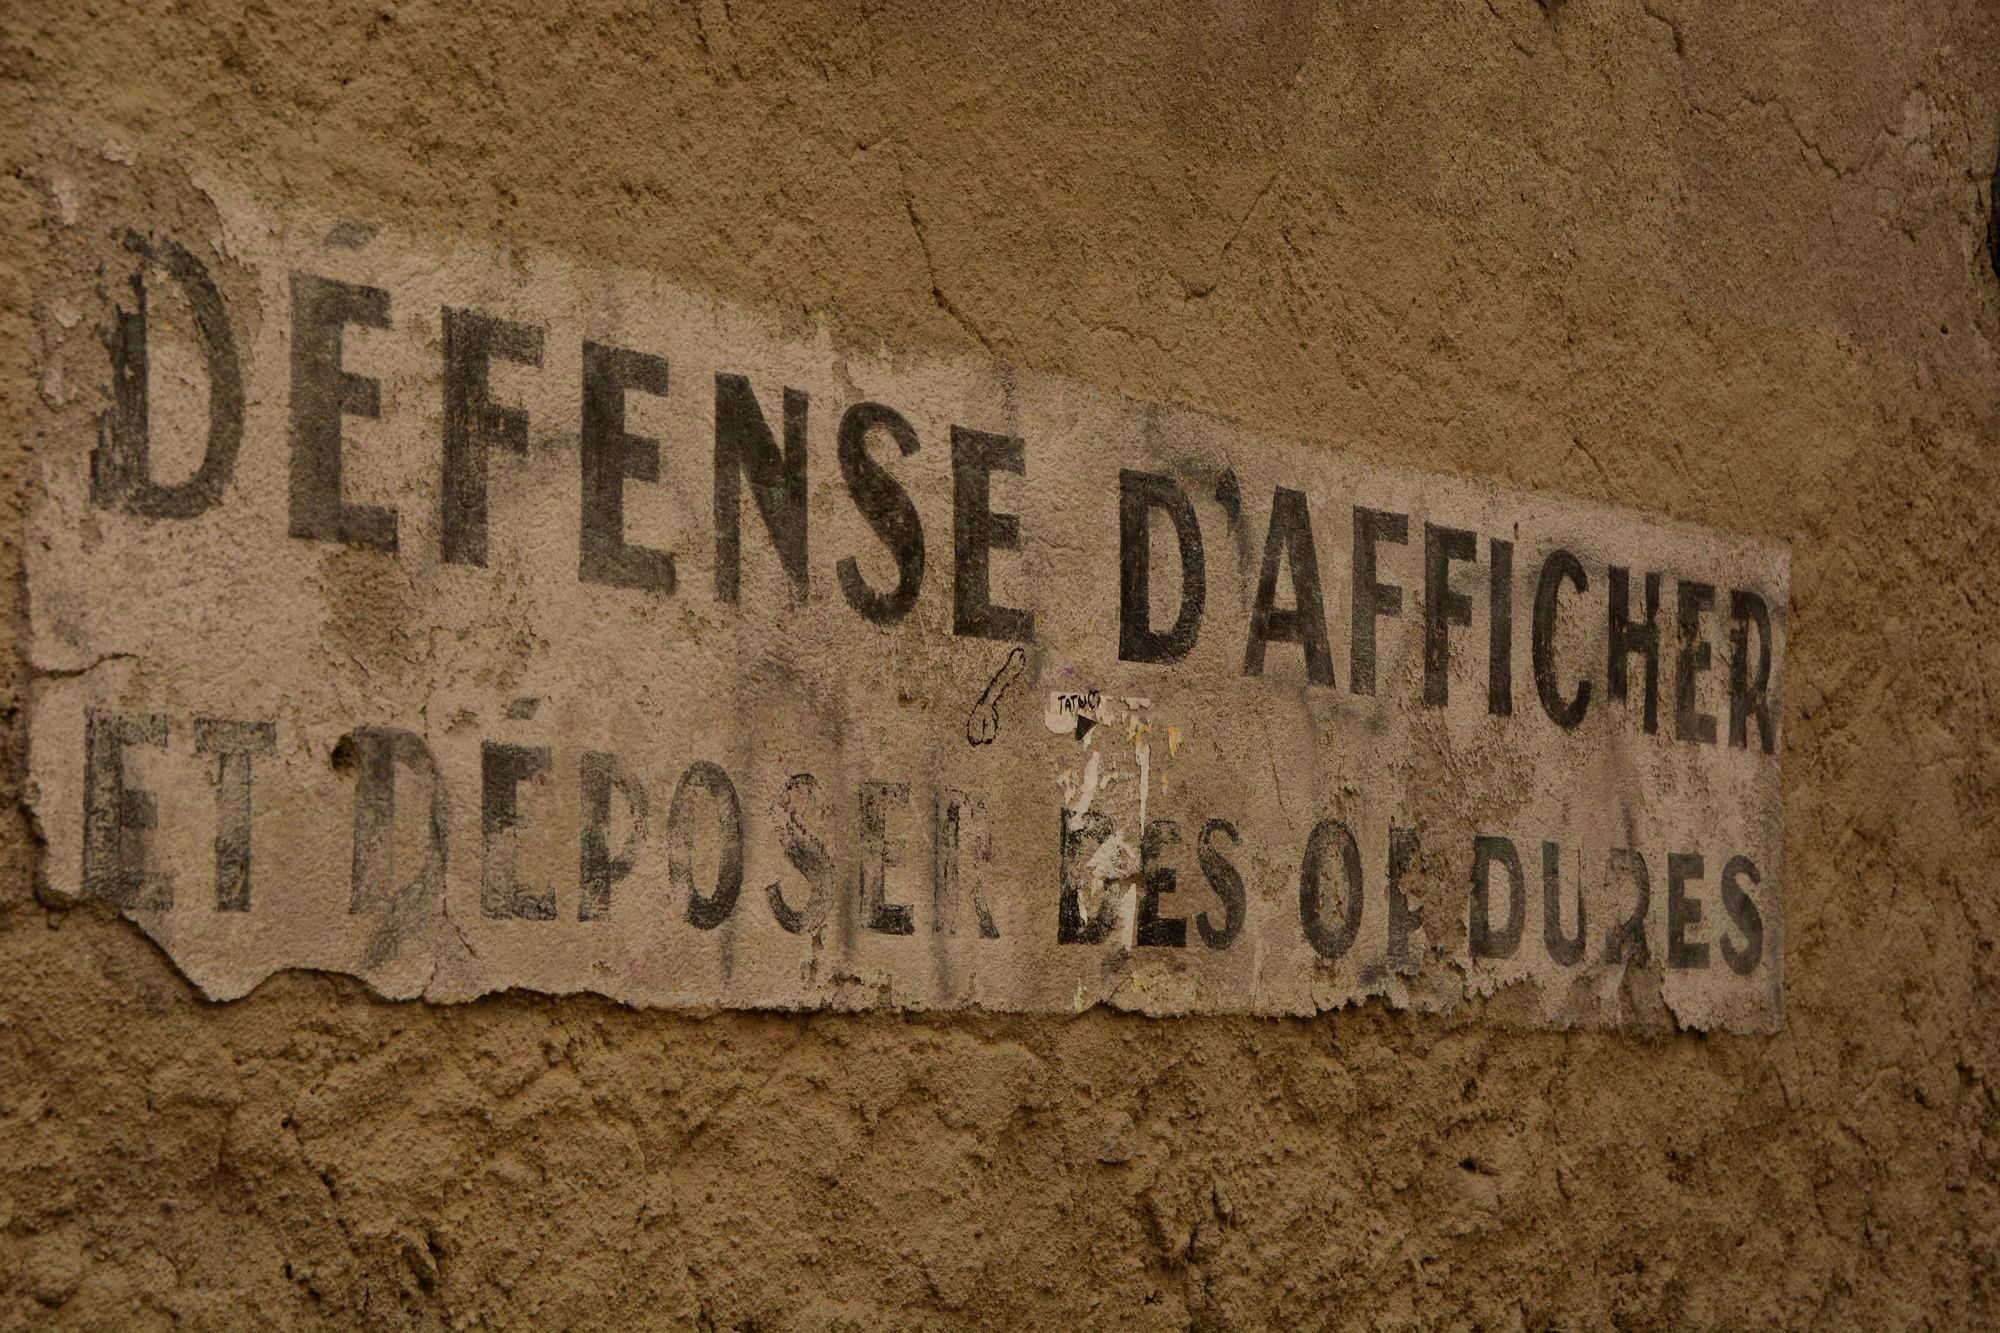 DÉFENSE D'AFFICHER
ET DÉPOSER DES ORDURES